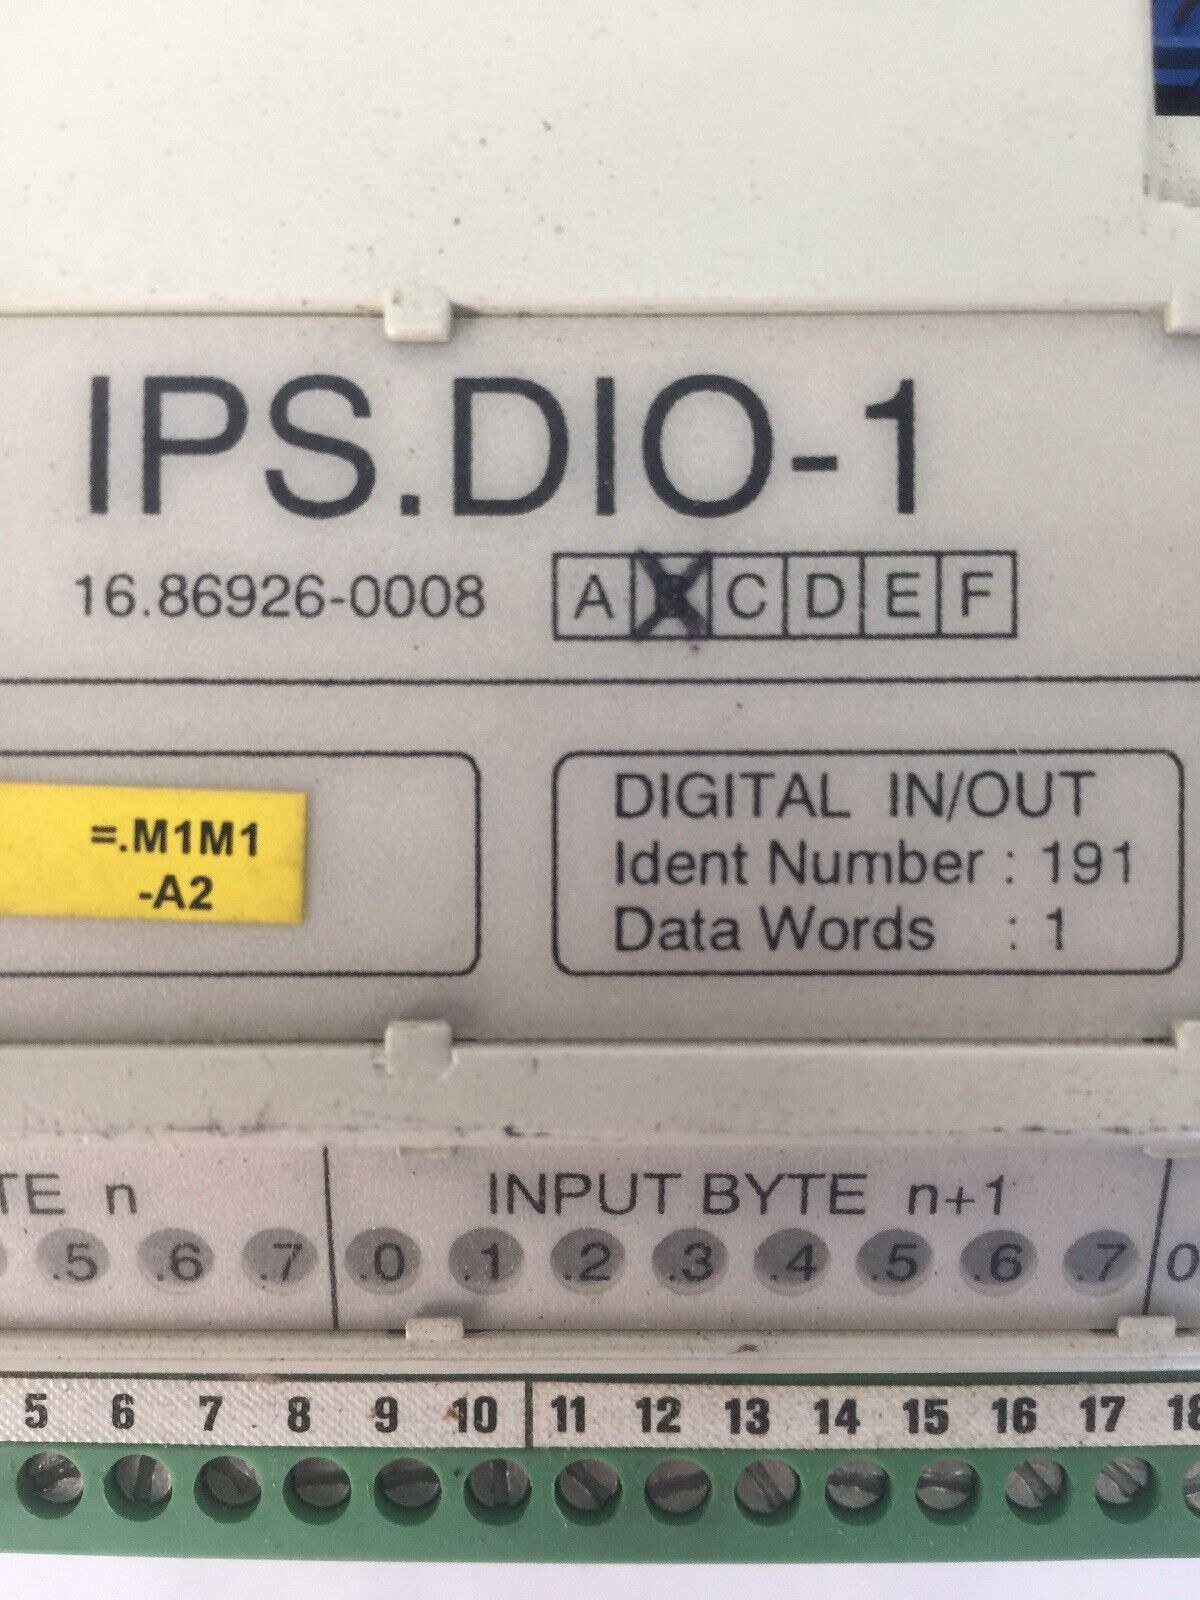 IPS.DIO-1
16.86926-0008 A C D E F
=.M1M1
-A2
DIGITAL IN/OUT
Ident Number : 191
Data Words : 1
TE n INPUT BYTE n+1
.5 .6 .7 .0 .1 .2 .3 .4 .5 .6 .7 0
5 6 7 8 9 10 11 12 13 14 15 16 17 18